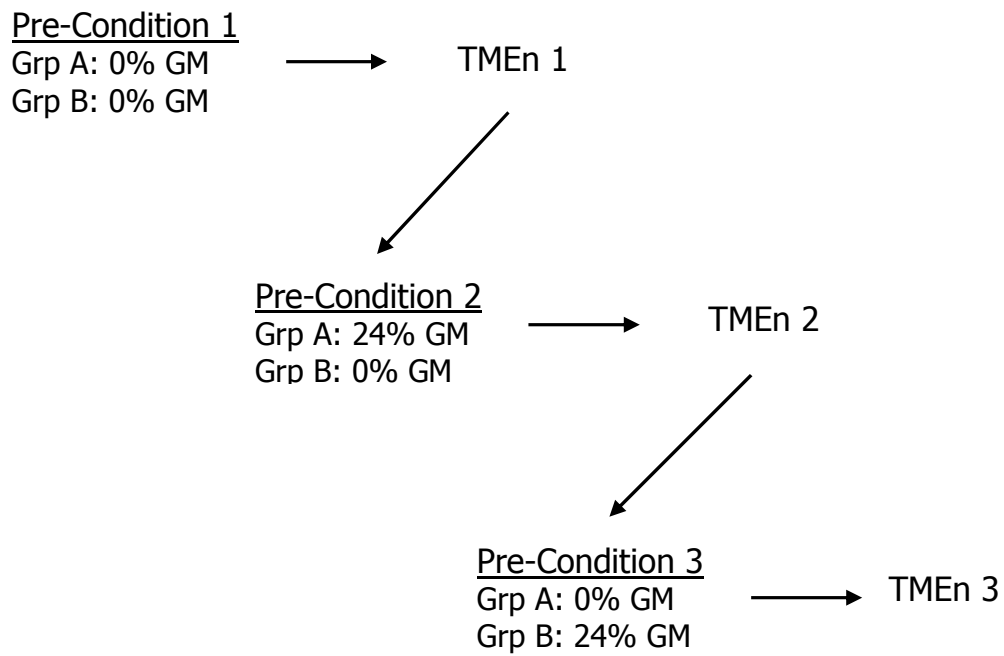 Pre-Condition 1
Grp A: 0% GM
Grp B: 0% GM
TMEn 1
Pre-Condition 2
Grp A: 24% GM
Grp B: 0% GM
TMEn 2
Pre-Condition 3
Grp A: 0% GM
Grp B: 24% GM
TMEn 3